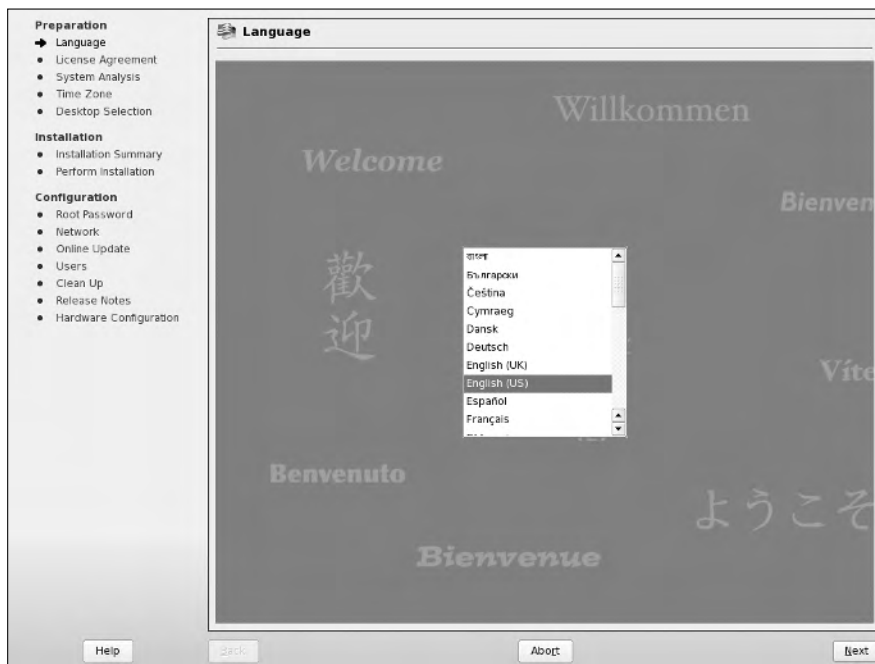 Preparation
Language
License Agreement
System Analysis
Time Zone
Desktop Selection
Installation
Installation Summary
Perform Installation
Configuration
Root Password
Network
Online Update
Users
Clean Up
Release Notes
Hardware Configuration
Language
Willkommen
Welcome
Bienven
歡迎
বাংলা
Български
Čeština
Cymraeg
Dansk
Deutsch
English (UK)
English (US)
Español
Français
Víte
Benvenuto
ようこそ
Bienvenue
Help
Back
Abort
Next